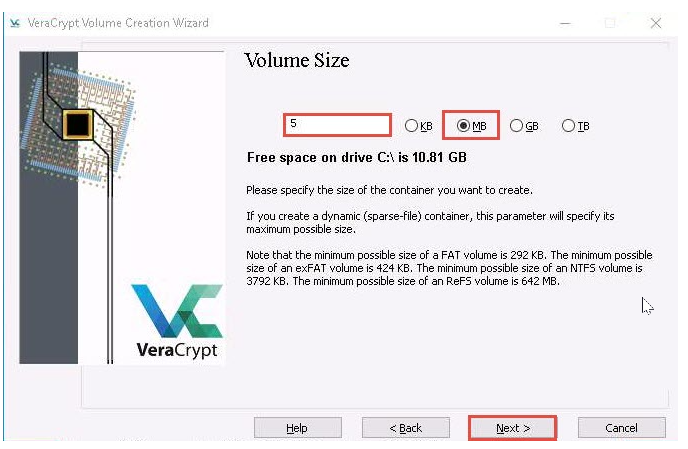 VeraCrypt Volume Creation Wizard
Volume Size
5 KB MB GB TB
Free space on drive C:\ is 10.81 GB
Please specify the size of the container you want to create.
If you create a dynamic (sparse-file) container, this parameter will specify its
maximum possible size.
Note that the minimum possible size of a FAT volume is 292 KB. The minimum possible
size of an exFAT volume is 424 KB. The minimum possible size of an NTFS volume is
3792 KB. The minimum possible size of an ReFS volume is 642 MB.
VeraCrypt
Help < Back Next > Cancel